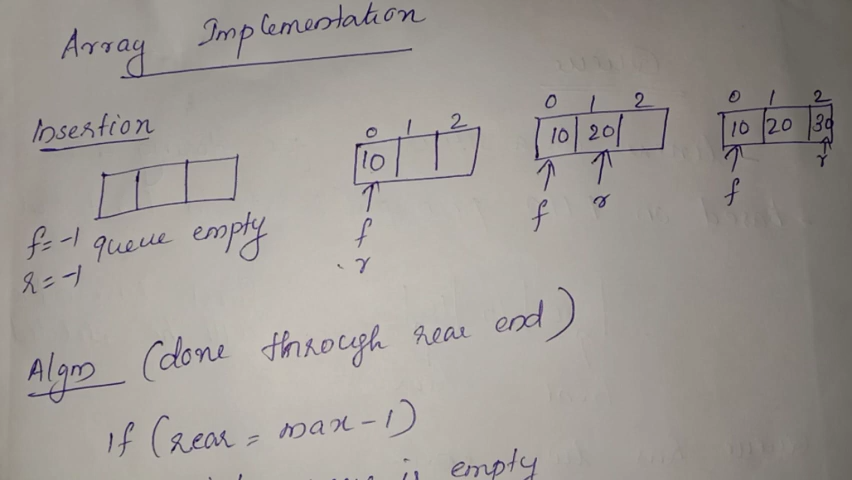 Array Implementation
Insertion
0 1 2
10
f
r
0 1 2
10 20
f r
0 1 2
10 20 30
f r
f=-1 queue empty
r=-1
Algm (done through rear end)
If (rear = max-1)
is empty